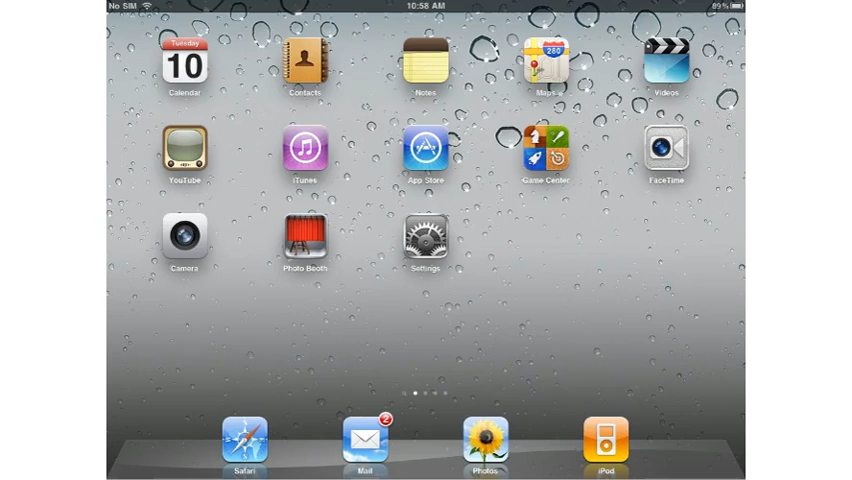 No SIM 10:58 AM 89%
Tuesday
10
280
Calendar Contacts Notes Maps Videos
YouTube iTunes App Store Game Center FaceTime
Camera Photo Booth Settings
2
Safari Mail Photos iPod